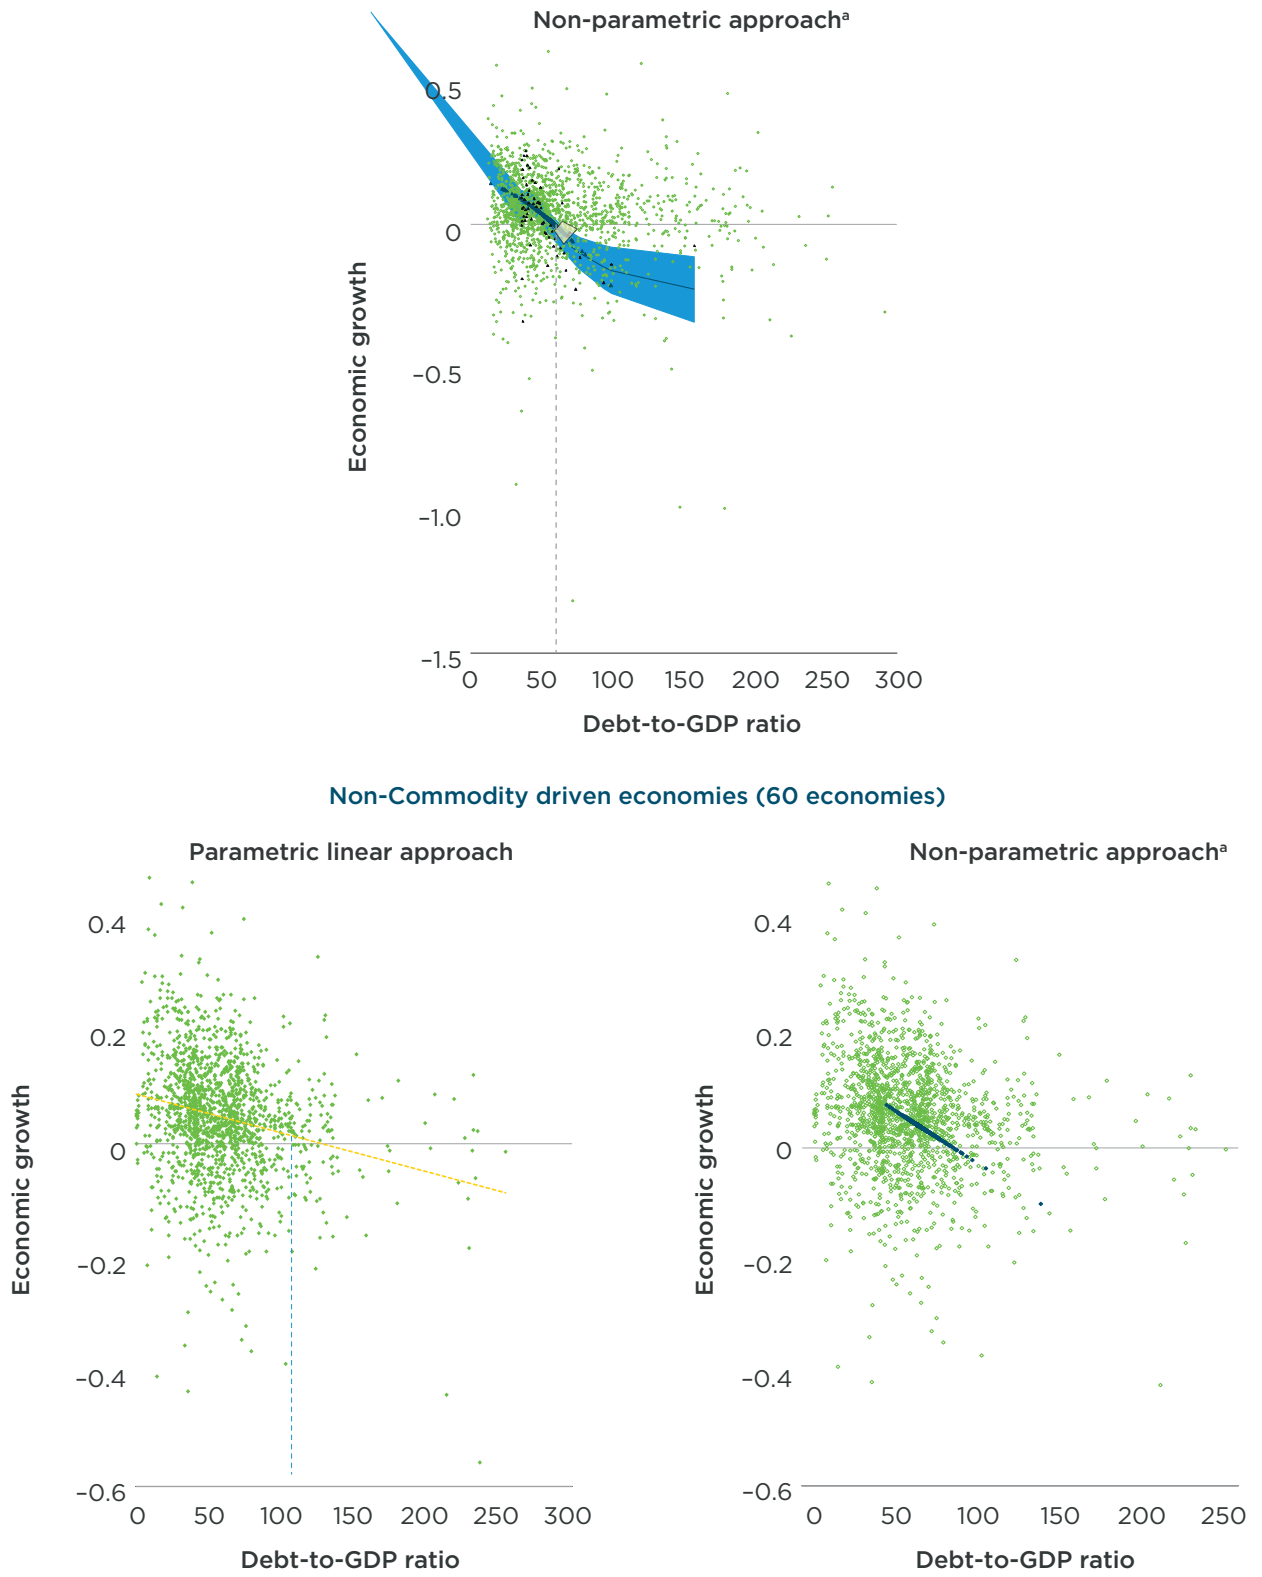 Non-parametric approachᵃ
0.5
0
–0.5
–1.0
–1.5
Economic growth
0 50 100 150 200 250 300
Debt-to-GDP ratio
Non-Commodity driven economies (60 economies)
Parametric linear approach
0.4
0.2
0
–0.2
–0.4
–0.6
Economic growth
0 50 100 150 200 250 300
Debt-to-GDP ratio
Non-parametric approachᵃ
0.4
0.2
0
–0.2
–0.4
–0.6
Economic growth
0 50 100 150 200 250
Debt-to-GDP ratio